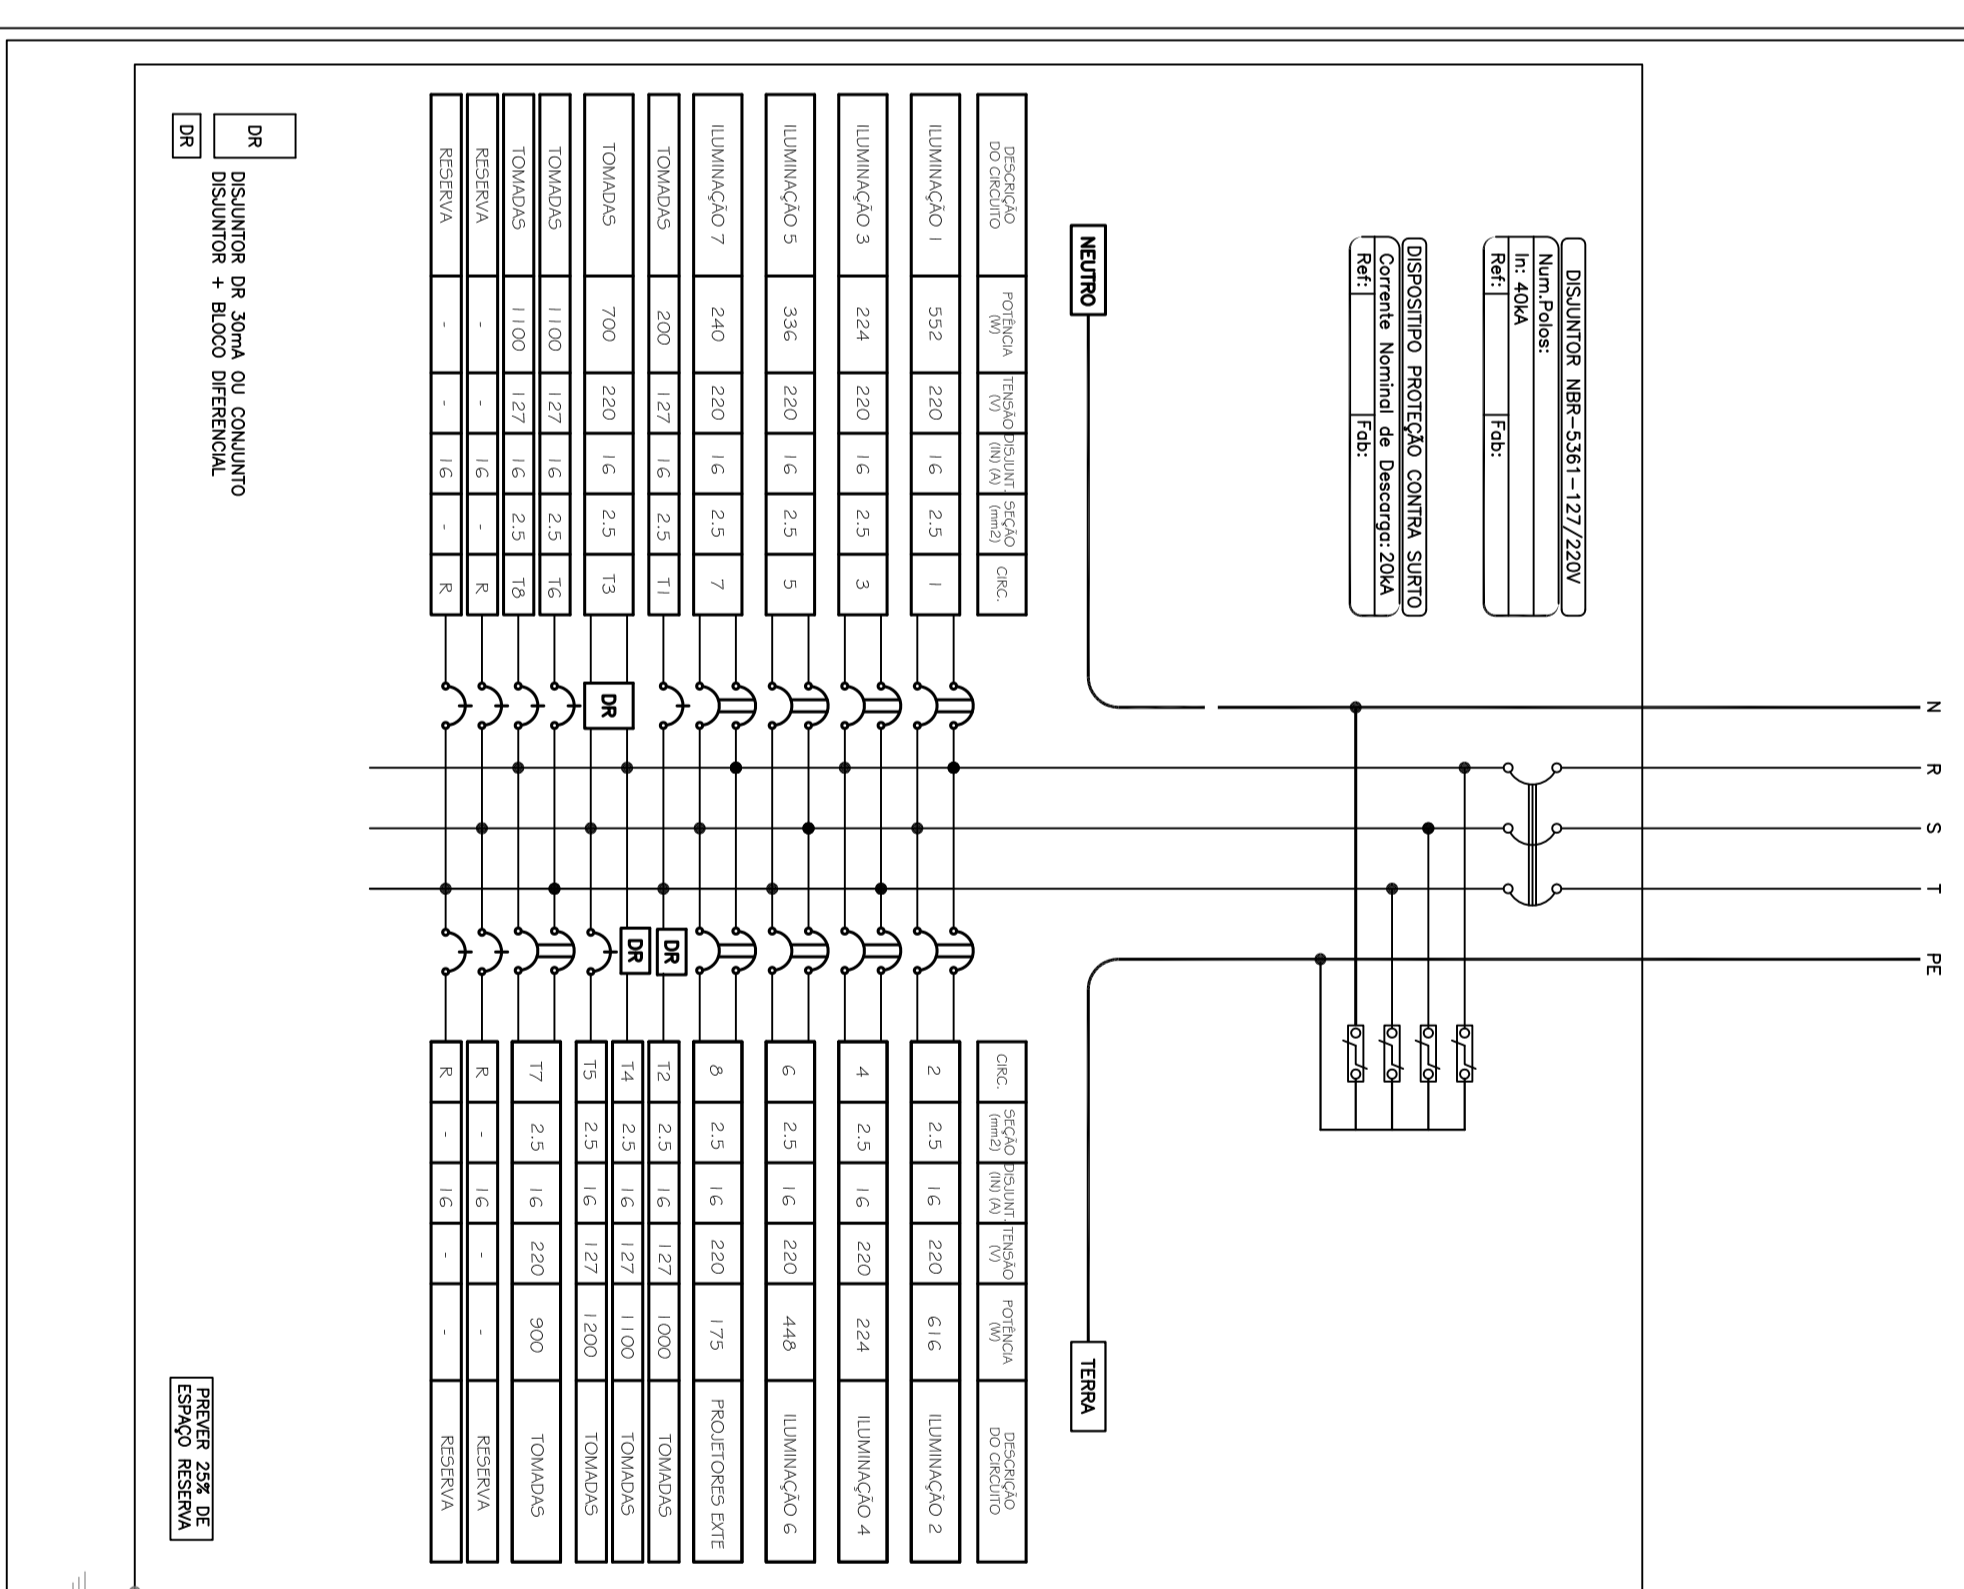 N
R
S
T
PE
DISJUNTOR NBR-5361-127/220V
Num.Polos:
In: 40kA
Ref:
Fab:
DISPOSITIPO PROTEÇÃO CONTRA SURTO
Corrente Nominal de Descarga: 20kA
Ref:
Fab:
NEUTRO
TERRA
DESCRIÇÃO DO CIRCUITO POTÊNCIA (W) TENSÃO (V) DISJUNT. (IN) (A) SEÇÃO (mm2) CIRC.
ILUMINAÇÃO 1 552 220 16 2.5 1
ILUMINAÇÃO 3 224 220 16 2.5 3
ILUMINAÇÃO 5 336 220 16 2.5 5
ILUMINAÇÃO 7 240 220 16 2.5 7
TOMADAS 200 127 16 2.5 T1
TOMADAS 700 220 16 2.5 T3
TOMADAS 1100 127 16 2.5 T6
TOMADAS 1100 127 16 2.5 T8
RESERVA - - 16 - R
RESERVA - - 16 - R
DR
DR
DR
CIRC. SEÇÃO (mm2) DISJUNT. (IN) (A) TENSÃO (V) POTÊNCIA (W) DESCRIÇÃO DO CIRCUITO
2 2.5 16 220 616 ILUMINAÇÃO 2
4 2.5 16 220 224 ILUMINAÇÃO 4
6 2.5 16 220 448 ILUMINAÇÃO 6
8 2.5 16 220 175 PROJETORES EXTE
T2 2.5 16 127 1000 TOMADAS
T4 2.5 16 127 1100 TOMADAS
T5 2.5 16 127 1200 TOMADAS
T7 2.5 16 220 900 TOMADAS
R - 16 - - RESERVA
R - 16 - - RESERVA
DR
DR
DISJUNTOR DR 30mA OU CONJUNTO
DISJUNTOR + BLOCO DIFERENCIAL
PREVER 25% DE
ESPAÇO RESERVA